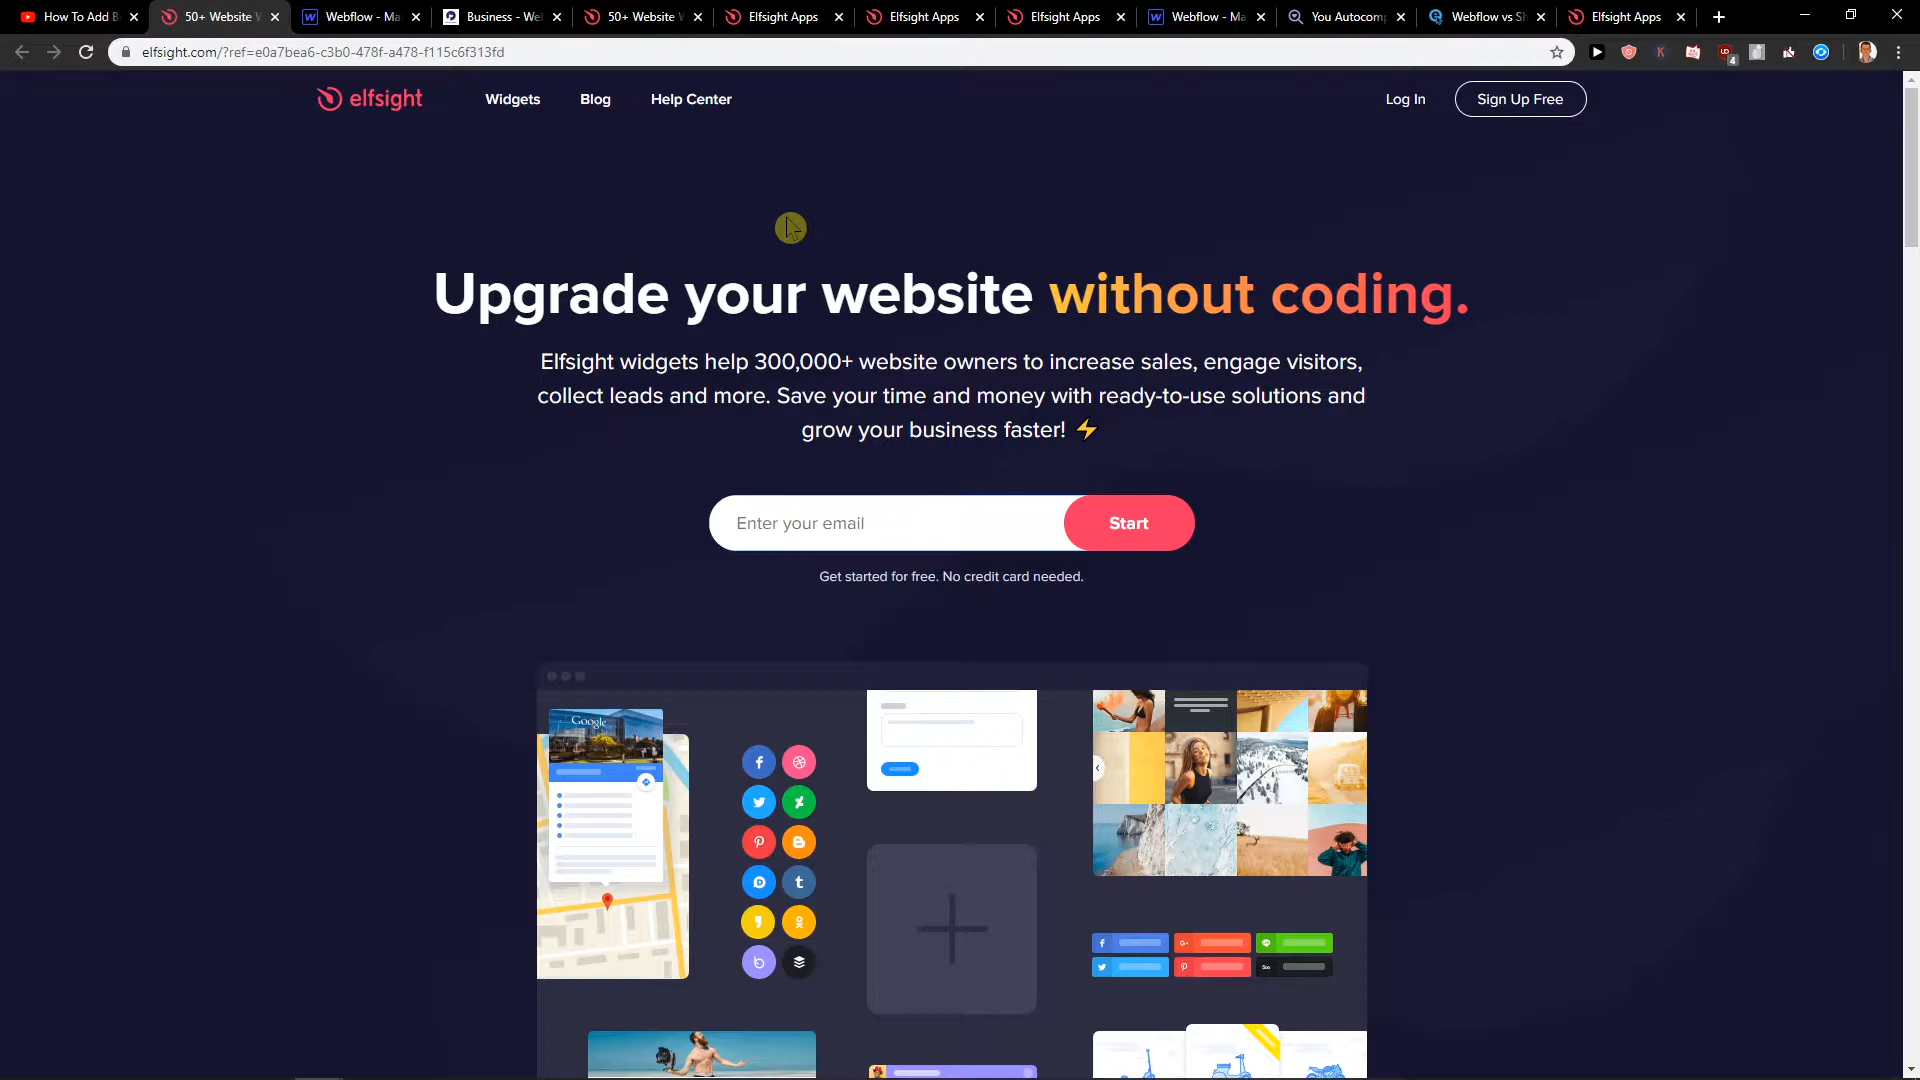 How To Add B
50+ Website W
Webflow - Ma
Business - Web
50+ Website W
Elfsight Apps
Elfsight Apps
Elfsight Apps
Webflow - Ma
You Autocomp
Webflow vs Sh
Elfsight Apps
elfsight.com/?ref=e0a7bea6-c3b0-478f-a478-f115c6f313fd
4
elfsight
Widgets
Blog
Help Center
Log In
Sign Up Free
Upgrade your website without coding.
Elfsight widgets help 300,000+ website owners to increase sales, engage visitors,
collect leads and more. Save your time and money with ready-to-use solutions and
grow your business faster! ⚡
Enter your email
Start
Get started for free. No credit card needed.
Google